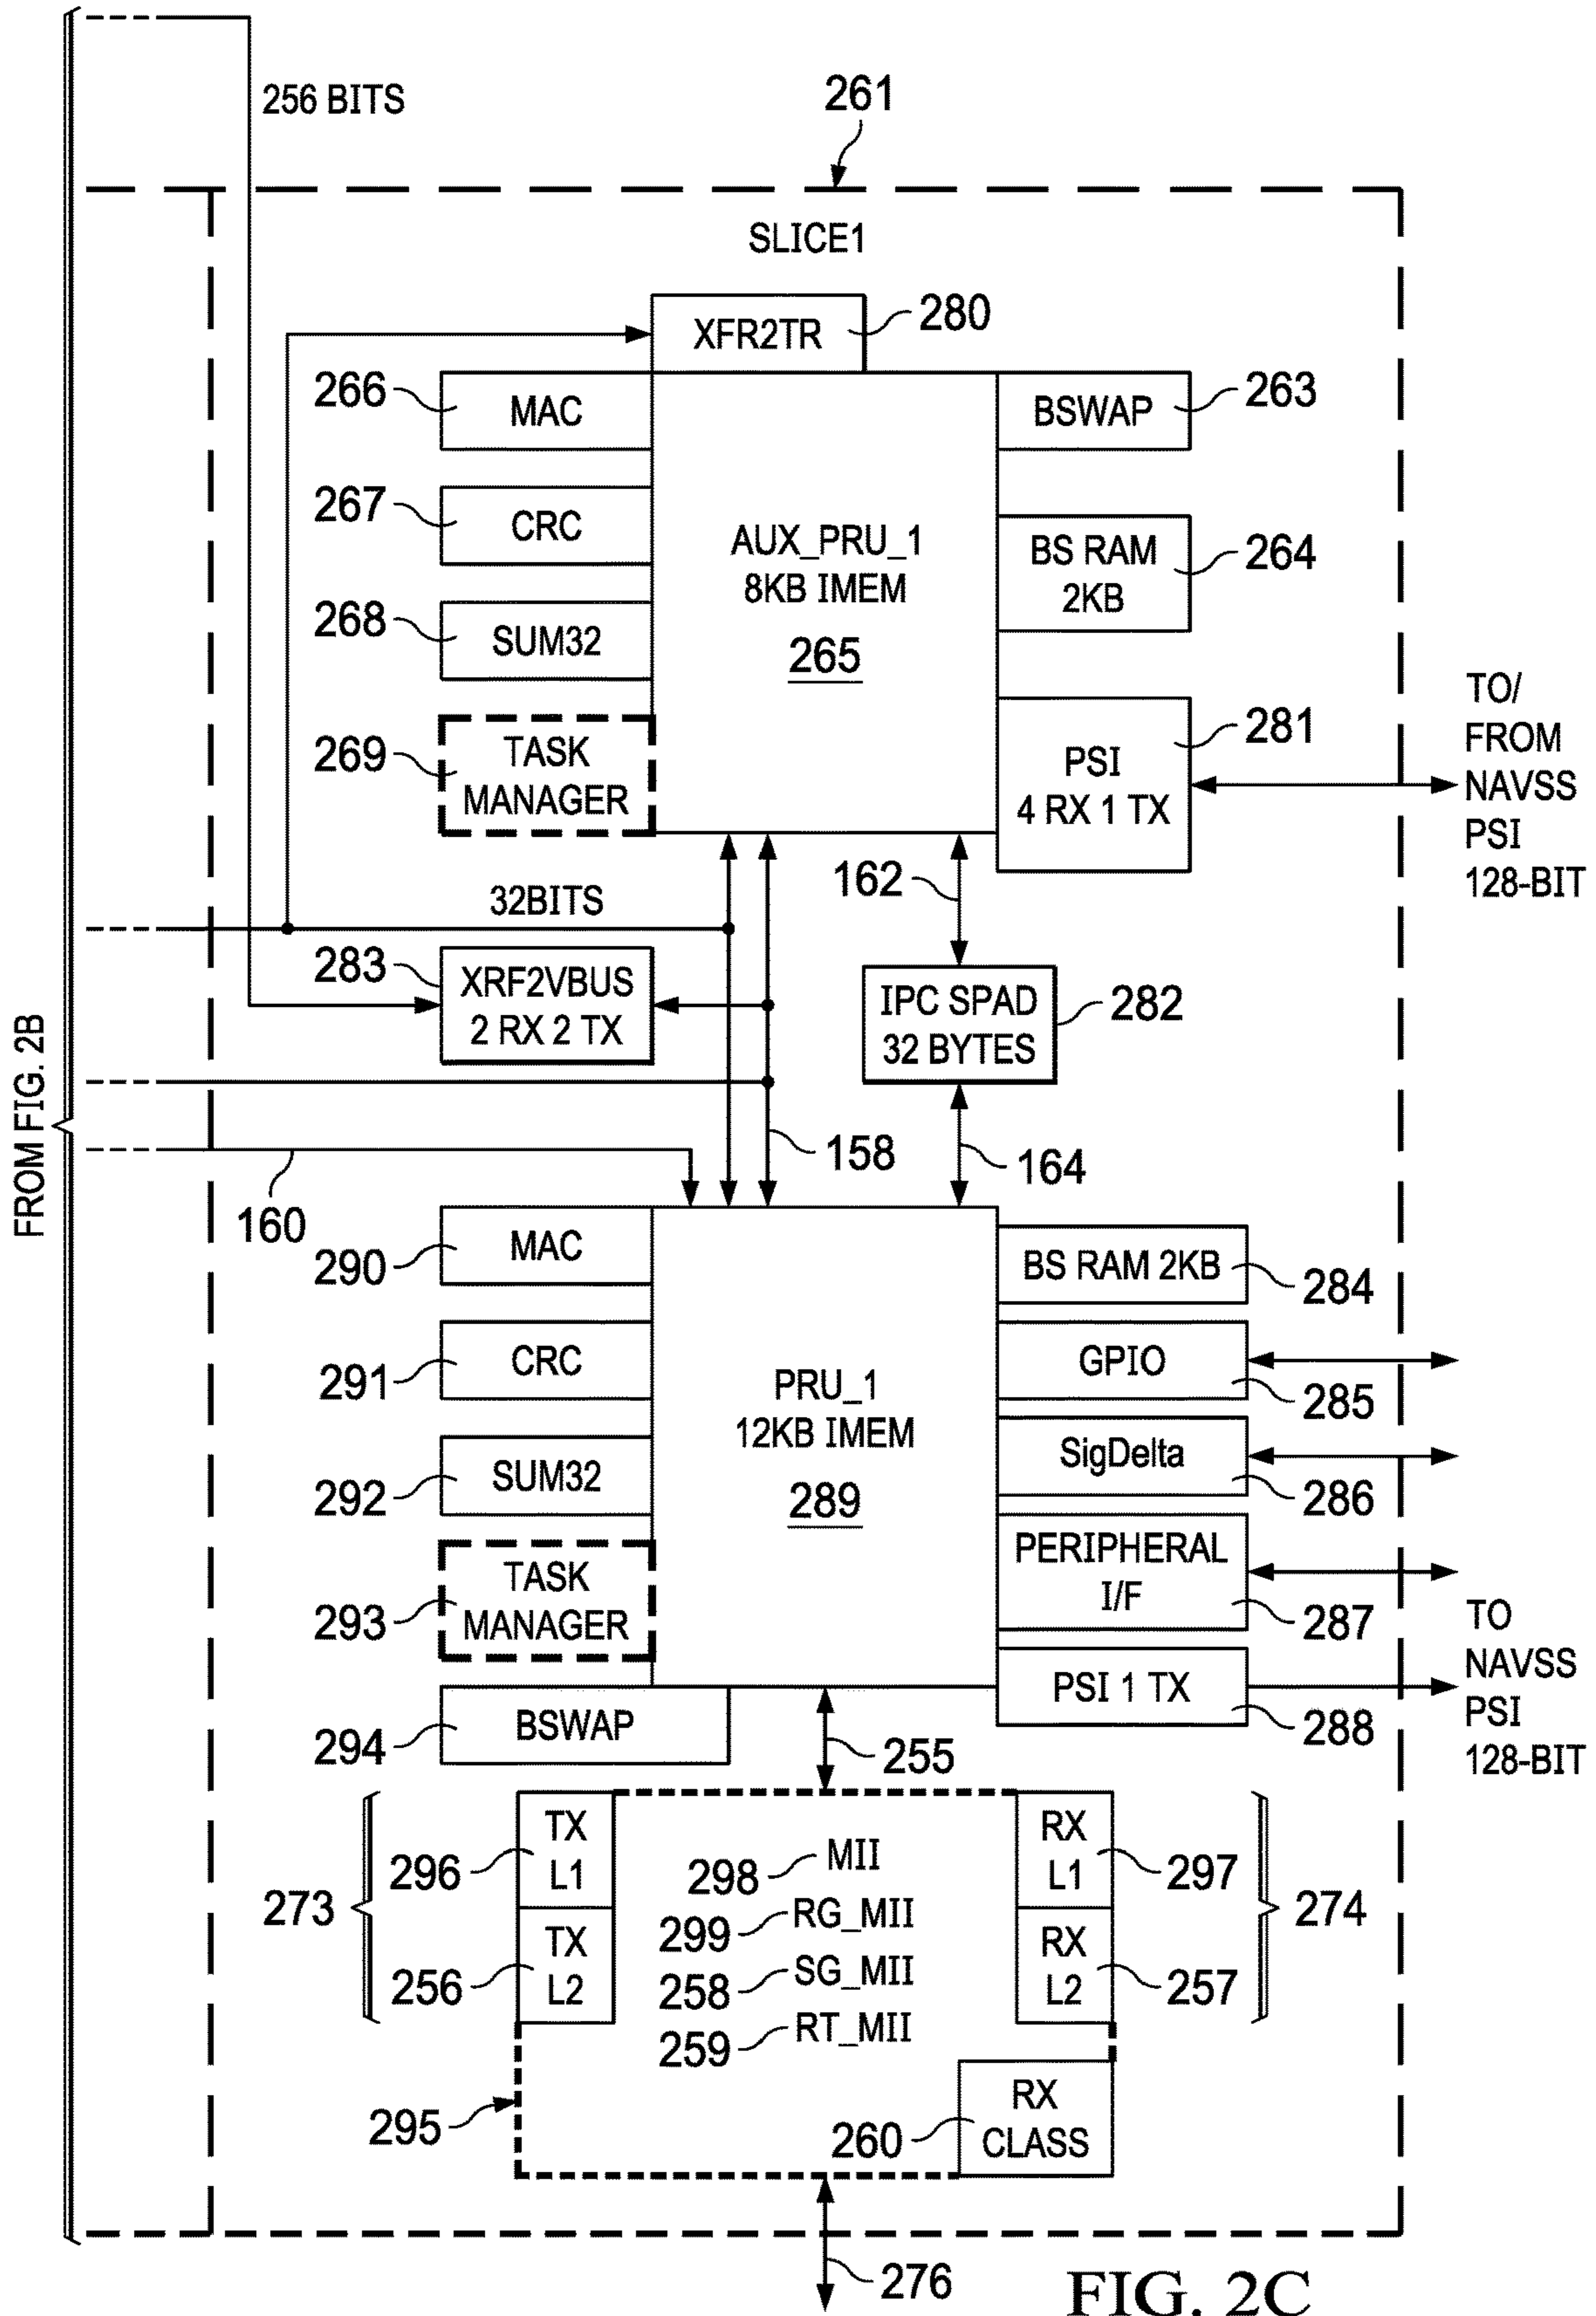 256 BITS
261
SLICE1
XFR2TR
280
266
MAC
BSWAP
263
267
CRC
AUX_PRU_1
8KB IMEM
265
BS RAM
2KB
264
268
SUM32
269
TASK
MANAGER
PSI
4 RX 1 TX
281
TO/
FROM
NAVSS
PSI
128-BIT
162
32BITS
283
XRF2VBUS
2 RX 2 TX
IPC SPAD
32 BYTES
282
FROM FIG. 2B
158
164
160
290
MAC
BS RAM 2KB
284
291
CRC
PRU_1
12KB IMEM
289
GPIO
285
292
SUM32
SigDelta
286
293
TASK
MANAGER
PERIPHERAL
I/F
287
TO
NAVSS
PSI
128-BIT
PSI 1 TX
288
294
BSWAP
255
273
296
TX
L1
298
MII
RX
L1
297
274
299
RG_MII
256
TX
L2
258
SG_MII
RX
L2
257
259
RT_MII
295
260
RX
CLASS
276
FIG. 2C